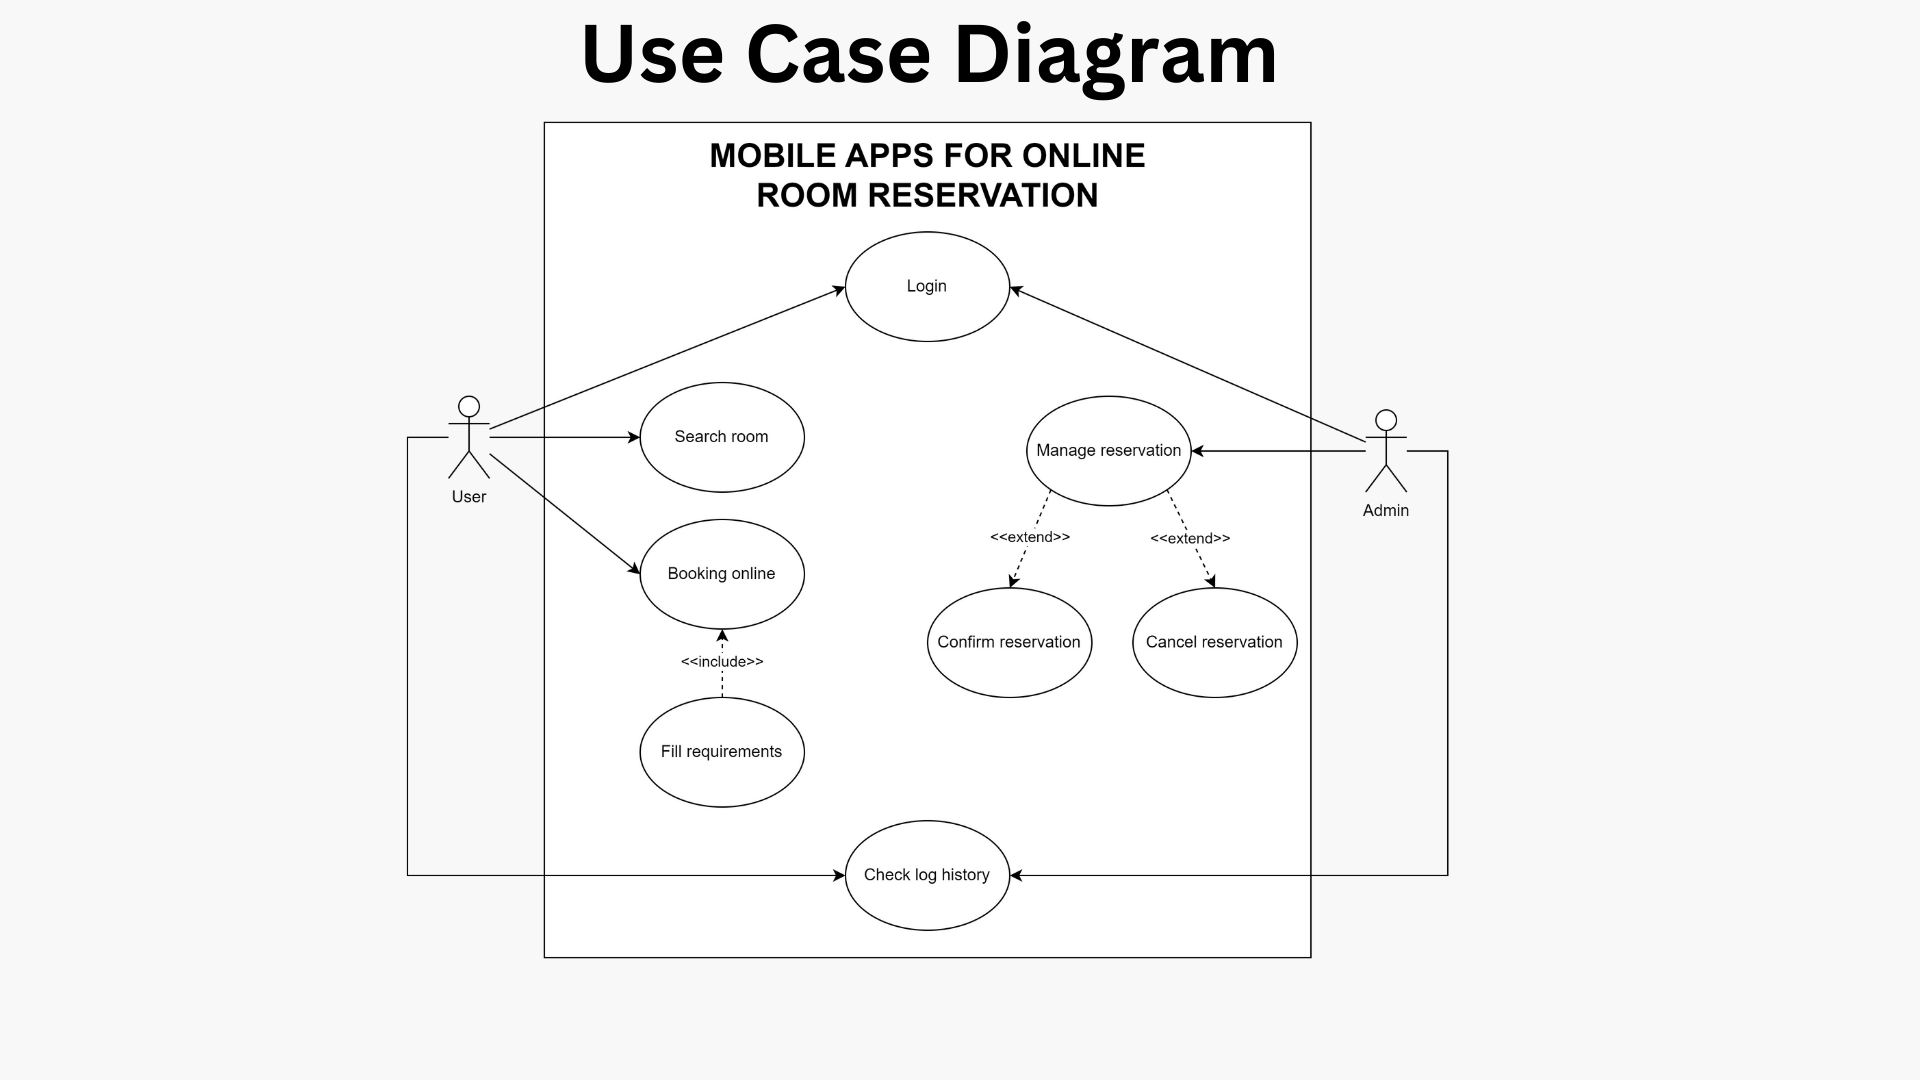 Use Case Diagram
MOBILE APPS FOR ONLINE
ROOM RESERVATION
Login
Search room
Manage reservation
User
Admin
<<extend>>
<<extend>>
Booking online
Confirm reservation
Cancel reservation
<<include>>
Fill requirements
Check log history